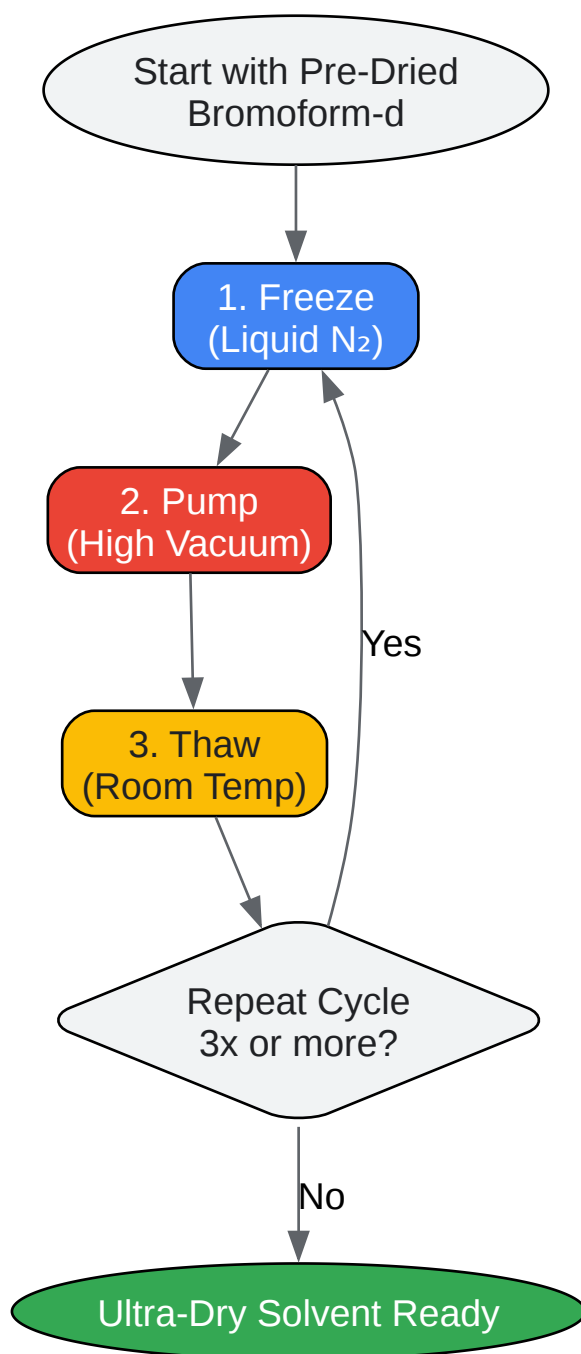 Start with Pre-Dried
Bromoform-d
1. Freeze
(Liquid N₂)
2. Pump
(High Vacuum)
Yes
3. Thaw
(Room Temp)
Repeat Cycle
3x or more?
No
Ultra-Dry Solvent Ready